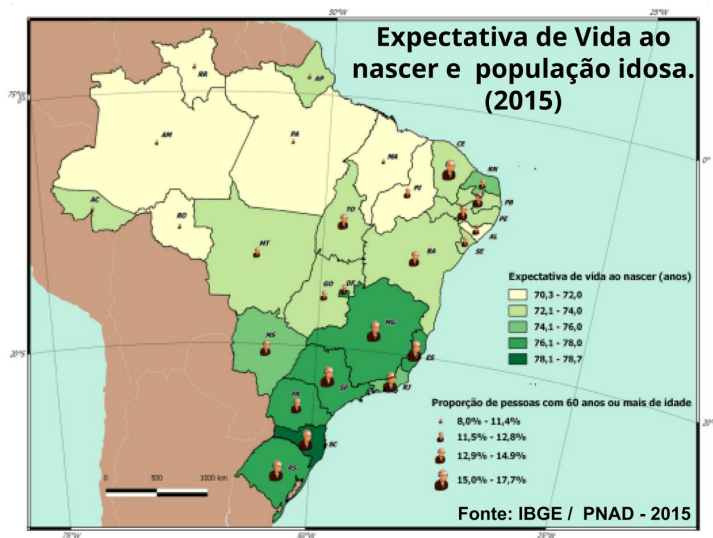 50°W
25°W
Expectativa de Vida ao
nascer e população idosa.
(2015)
75°W
0°
RR
AP
AM
PA
MA
CE
RN
PB
PE
AL
SE
PI
AC
RO
TO
MT
BA
GO
DF
MG
ES
MS
SP
RJ
PR
SC
RS
0°
20°S
Expectativa de vida ao nascer (anos)
70,3 - 72,0
72,1 - 74,0
74,1 - 76,0
76,1 - 78,0
78,1 - 78,7
Proporção de pessoas com 60 anos ou mais de idade
8,0% - 11,4%
11,5% - 12,8%
12,9% - 14.9%
15,0% - 17,7%
0 500 1000 km
Fonte: IBGE / PNAD - 2015